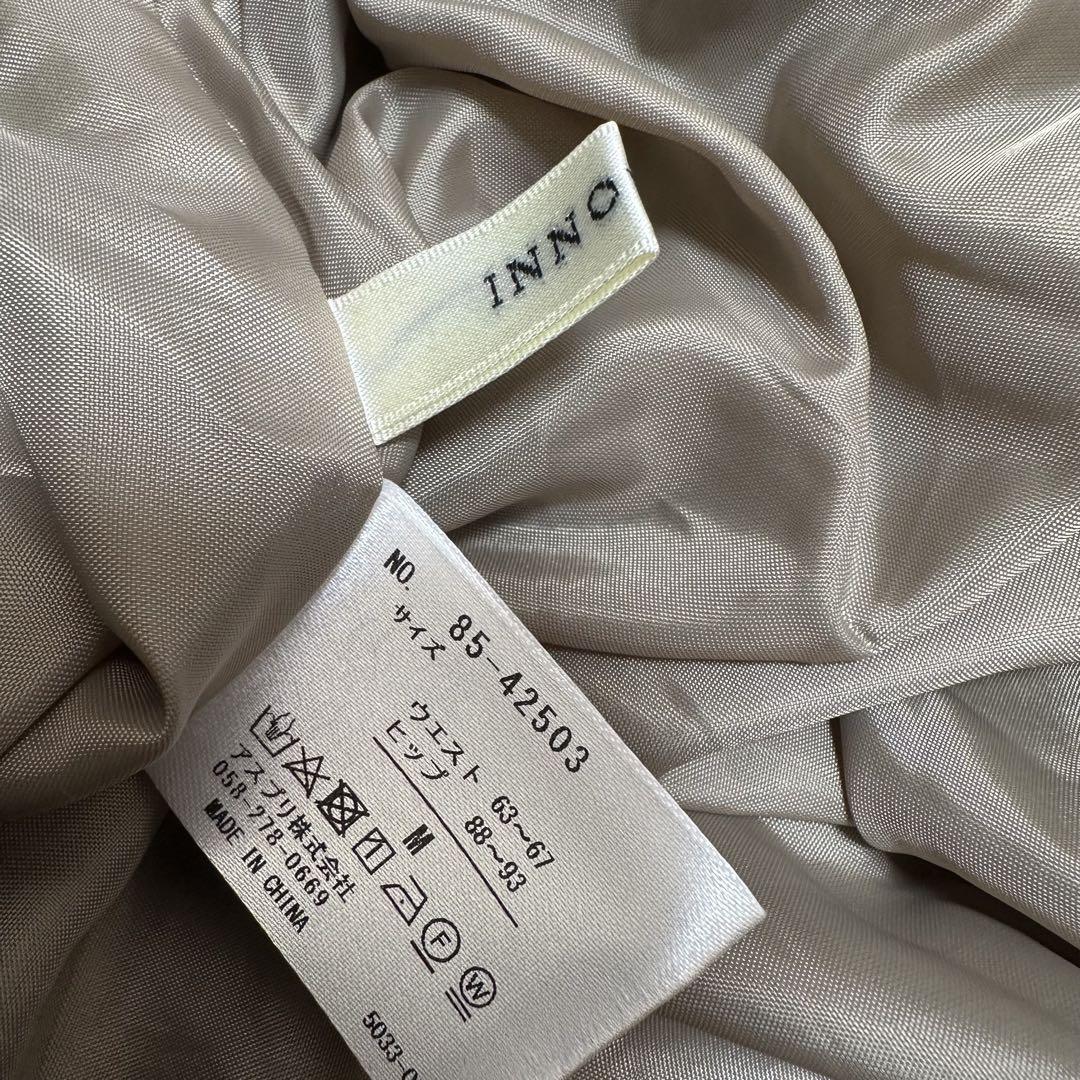 INNO
NO. 85-42503
サイズ
ウエスト 63～67
ヒップ 88～93
M
F
W
アスプリ株式会社
058-278-0669
MADE IN CHINA
5033-0